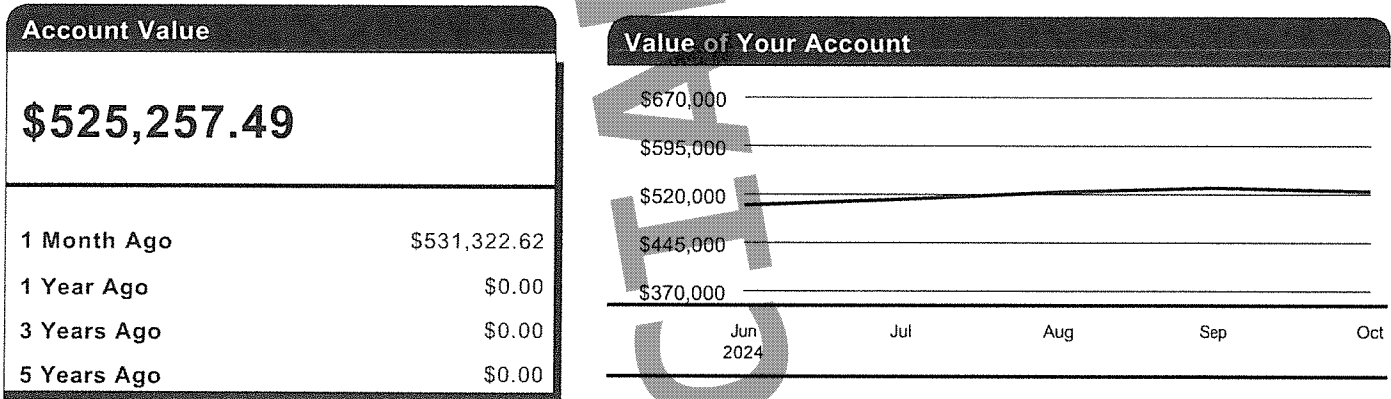 Account Value
$525,257.49
1 Month Ago $531,322.62
1 Year Ago $0.00
3 Years Ago $0.00
5 Years Ago $0.00
Value of Your Account
$670,000
$595,000
$520,000
$445,000
$370,000
Jun Jul Aug Sep Oct
2024